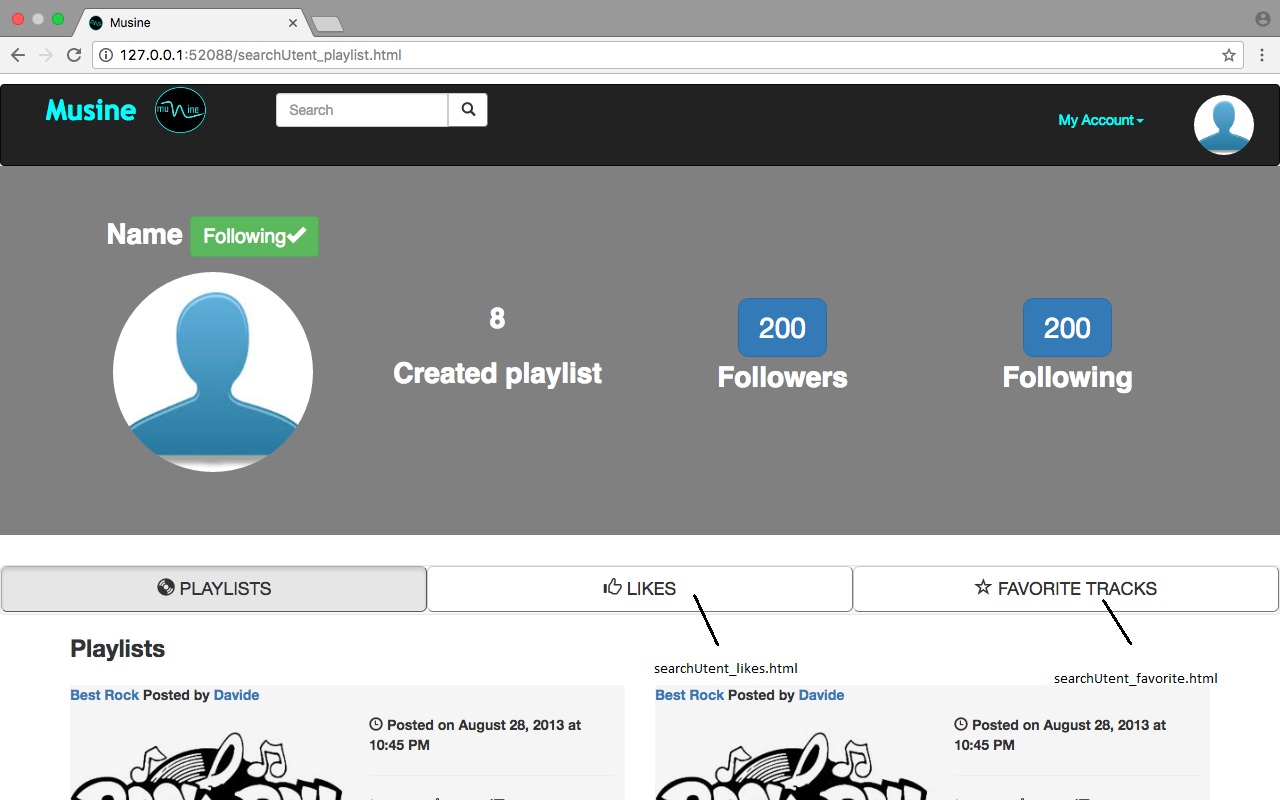 Musine
127.0.0.1:52088/searchUtent_playlist.html
Musine
mu ine
Search
My Account
Name Following
8
Created playlist
200
Followers
200
Following
PLAYLISTS
LIKES
FAVORITE TRACKS
searchUtent_likes.html
searchUtent_favorite.html
Playlists
Best Rock Posted by Davide
Posted on August 28, 2013 at
10:45 PM
Best Rock Posted by Davide
Posted on August 28, 2013 at
10:45 PM